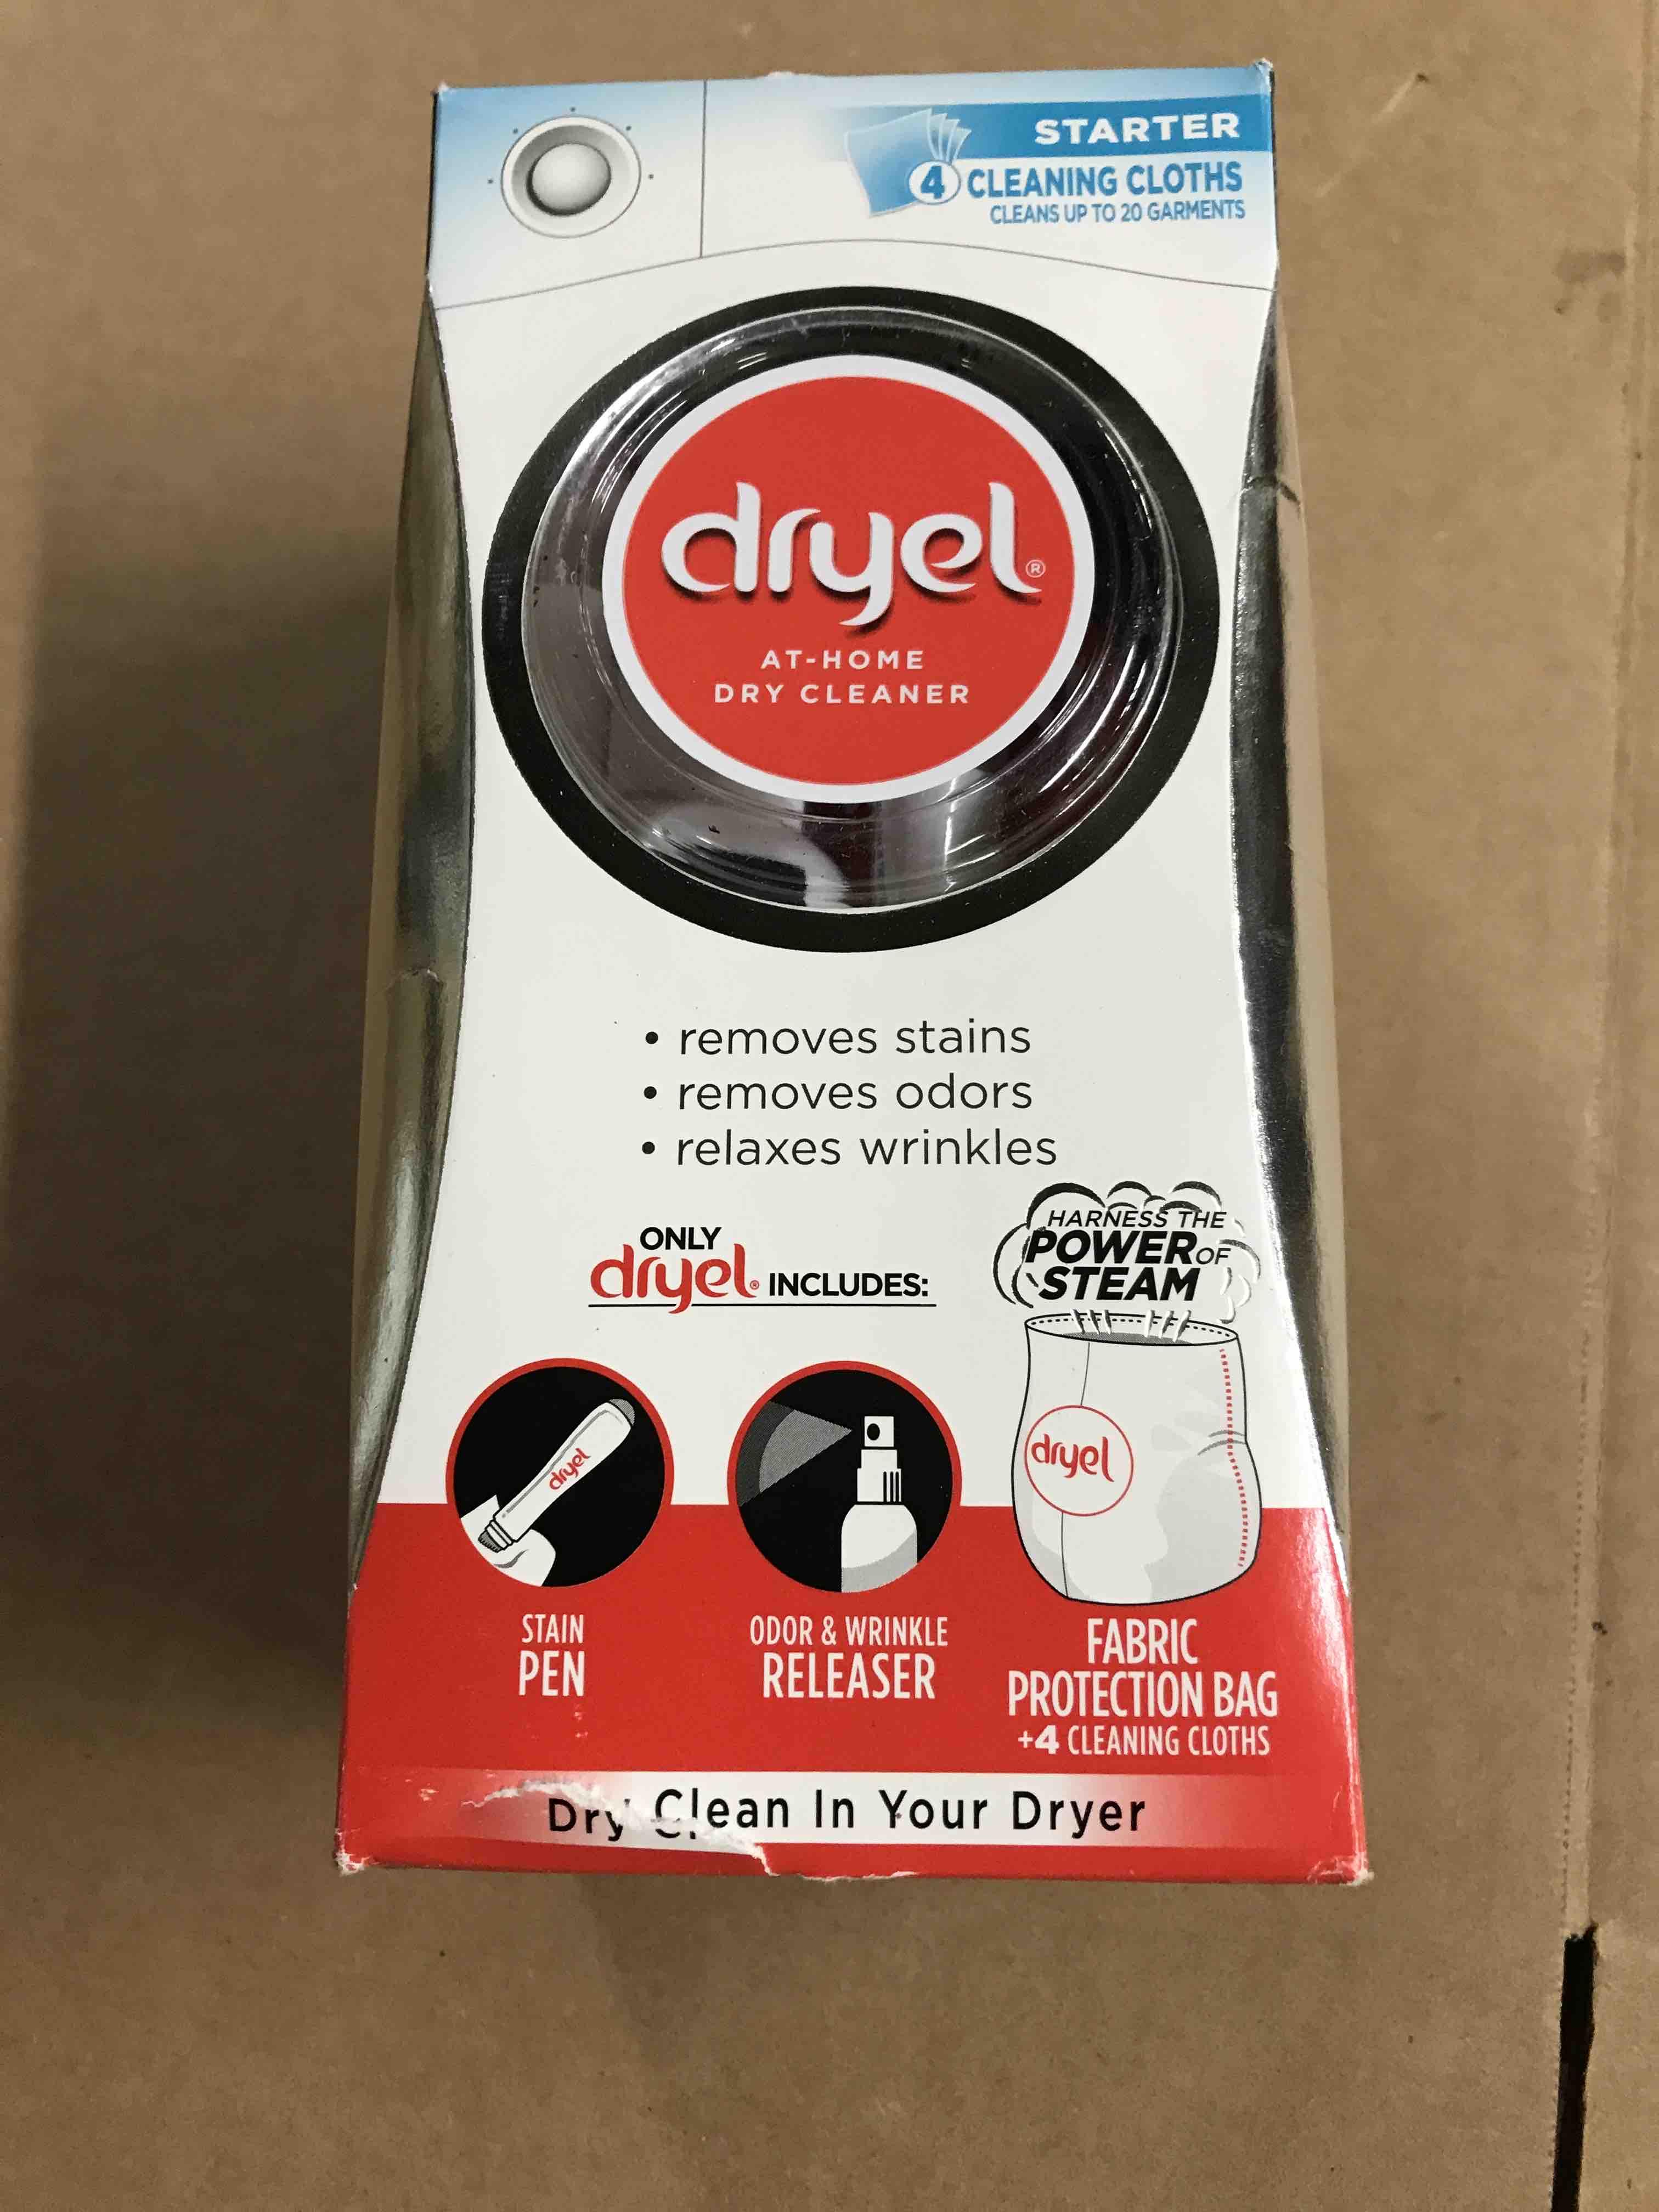 STARTER
4 CLEANING CLOTHS
CLEANS UP TO 20 GARMENTS
dryel®
AT-HOME
DRY CLEANER
• removes stains
• removes odors
• relaxes wrinkles
ONLY
dryel® INCLUDES:
HARNESS THE
POWER OF
STEAM
dryel
dryel
STAIN
PEN
ODOR & WRINKLE
RELEASER
FABRIC
PROTECTION BAG
+4 CLEANING CLOTHS
Dry Clean In Your Dryer